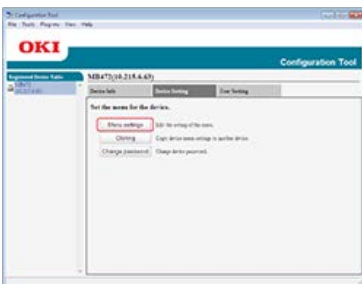 Configuration Tool
File Tools Plug-ins View Help
OKI
Configuration Tool
Registered Device Table
MB472(10.215.4.63)
MB472
Device Info
Device Setting
User Setting
Set the menu for the device.
Menu settings
Edit the setting of the menu.
Cloning
Copy device menu settings to another device.
Change password
Change device password.